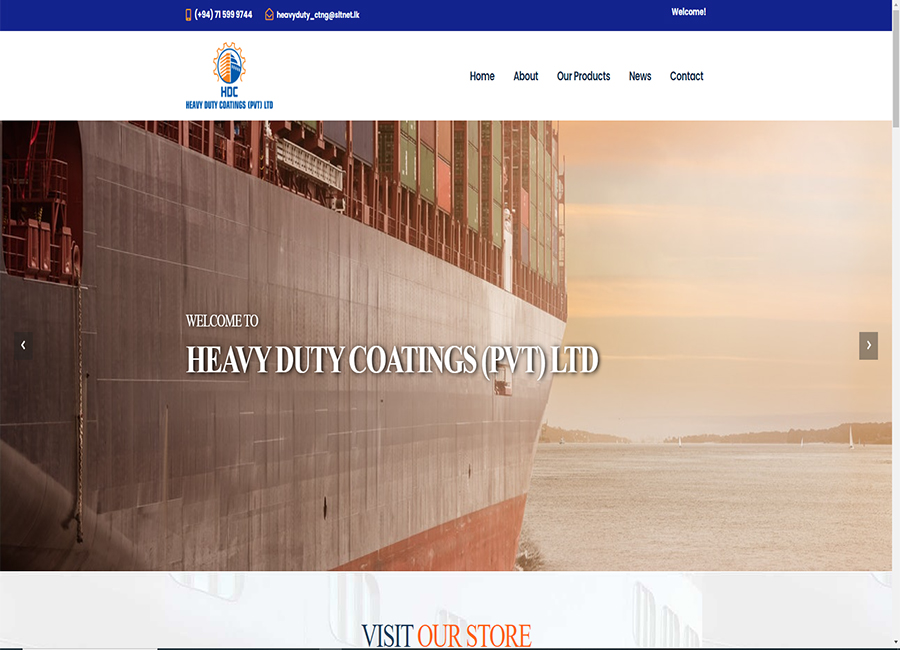 (+94) 71 599 9744 heavyduty_ctng@sltnet.lk Welcome!
HDC
HEAVY DUTY COATINGS (PVT) LTD
Home About Our Products News Contact
WELCOME TO
HEAVY DUTY COATINGS (PVT) LTD
VISIT OUR STORE